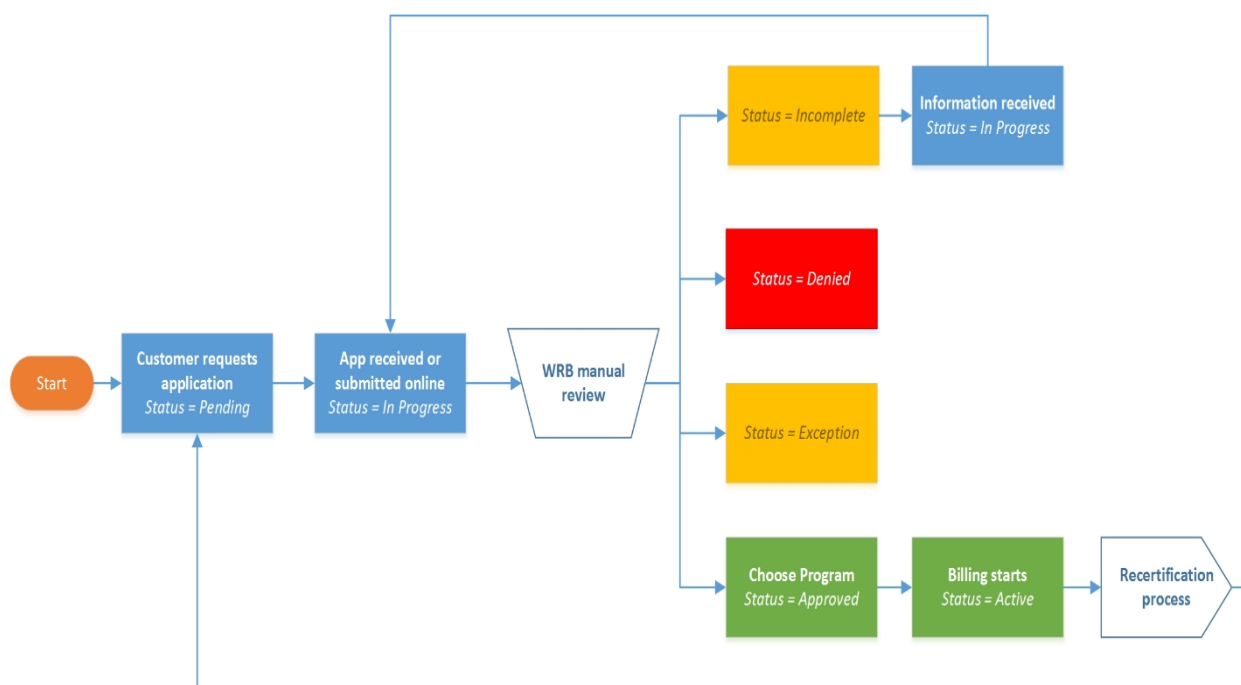 Status = Incomplete
Information received
Status = In Progress
Status = Denied
Start
Customer requests
application
Status = Pending
App received or
submitted online
Status = In Progress
WRB manual
review
Status = Exception
Choose Program
Status = Approved
Billing starts
Status = Active
Recertification
process